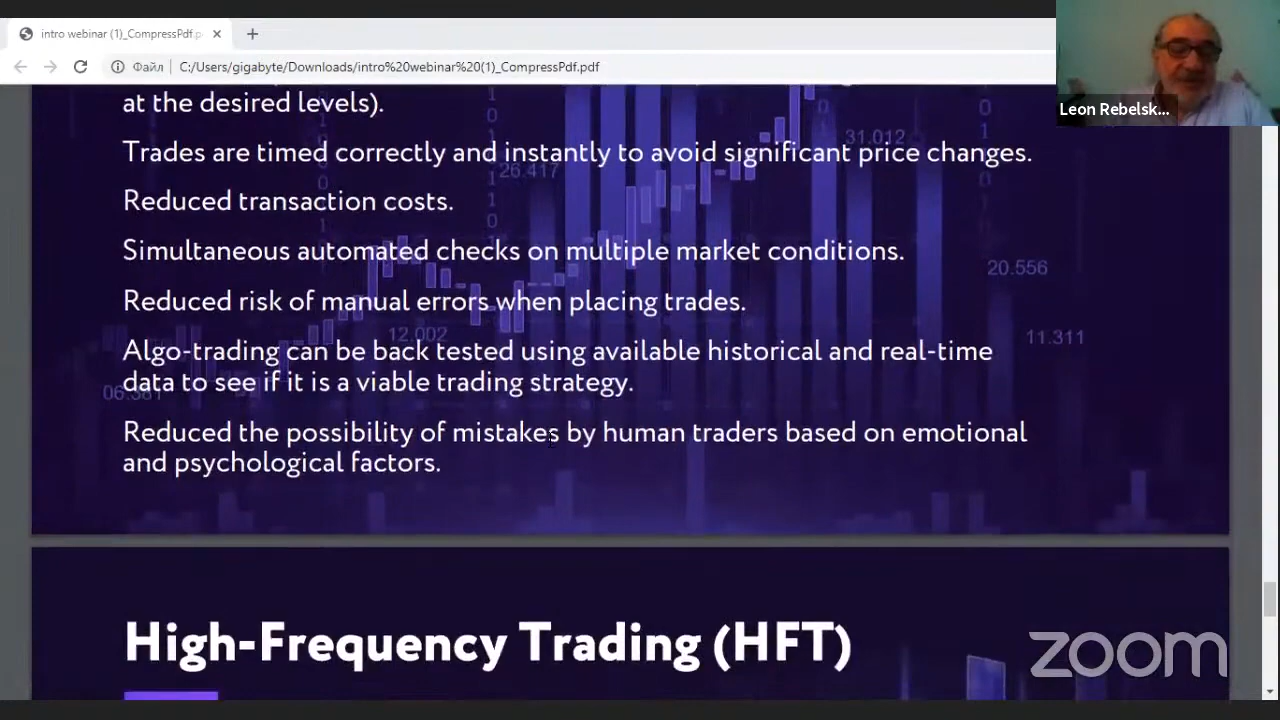 intro webinar (1)_CompressPdf.p
Файл
C:/Users/gigabyte/Downloads/intro%20webinar%20(1)_CompressPdf.pdf
Leon Rebelsk...
at the desired levels).
Trades are timed correctly and instantly to avoid significant price changes.
31.012
26.417
Reduced transaction costs.
Simultaneous automated checks on multiple market conditions.
20.556
Reduced risk of manual errors when placing trades.
12.002
11.311
Algo-trading can be back tested using available historical and real-time
data to see if it is a viable trading strategy.
06.381
Reduced the possibility of mistakes by human traders based on emotional
and psychological factors.
High-Frequency Trading (HFT)
zoom